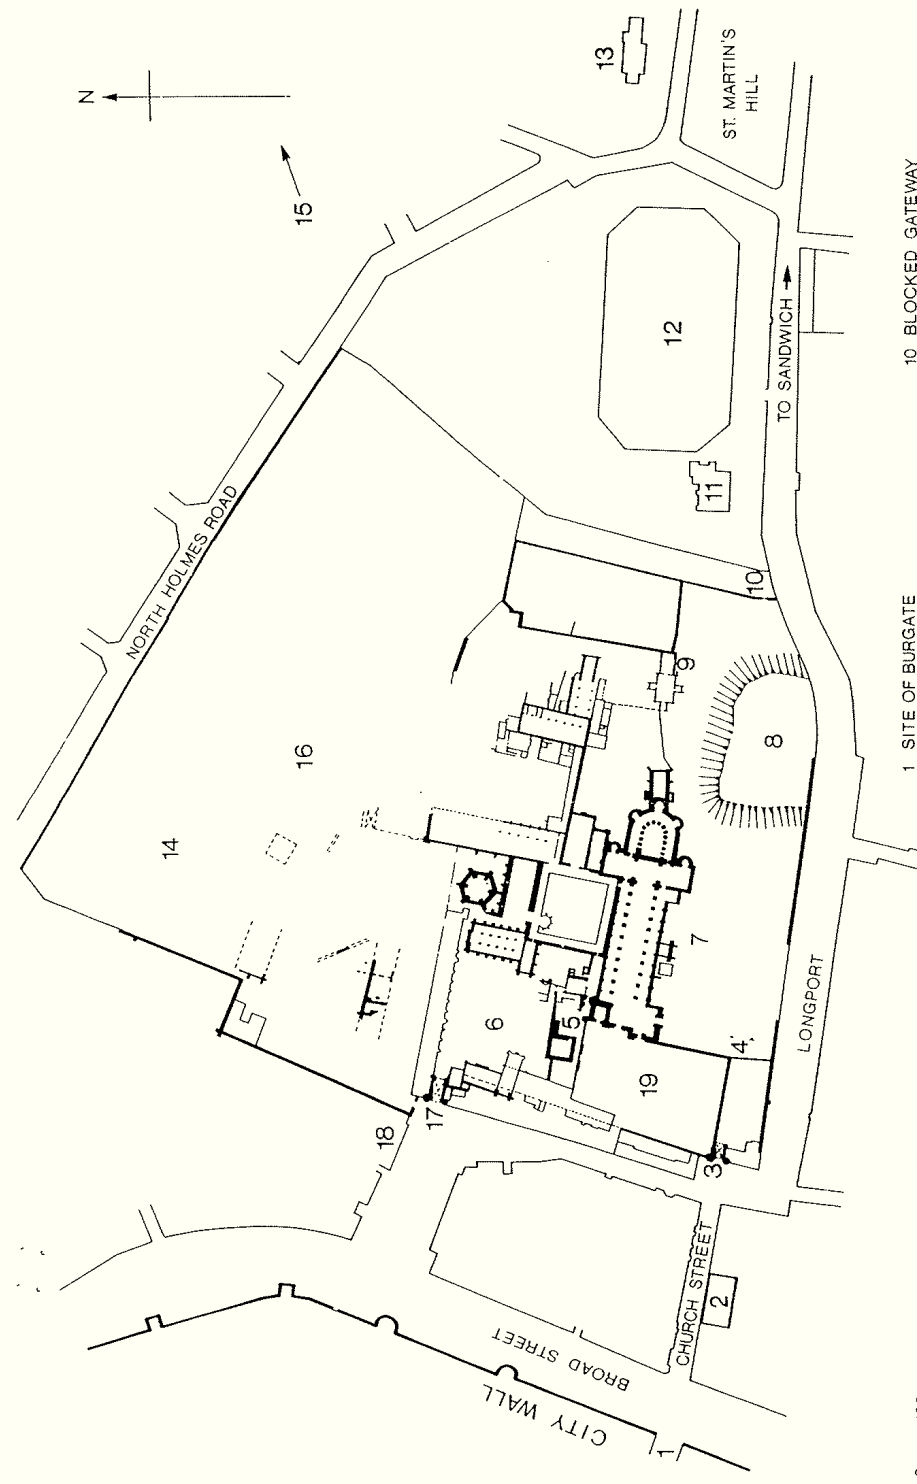 N
13
ST. MARTIN'S
HILL
15
NORTH HOLMES ROAD
12
TO SANDWICH
11
10
9
16
14
8
7
6
5
4
LONGPORT
19
17
18
3
CHURCH STREET
2
BROAD STREET
CITY WALL
1
1 SITE OF BURGATE
10 BLOCKED GATEWAY